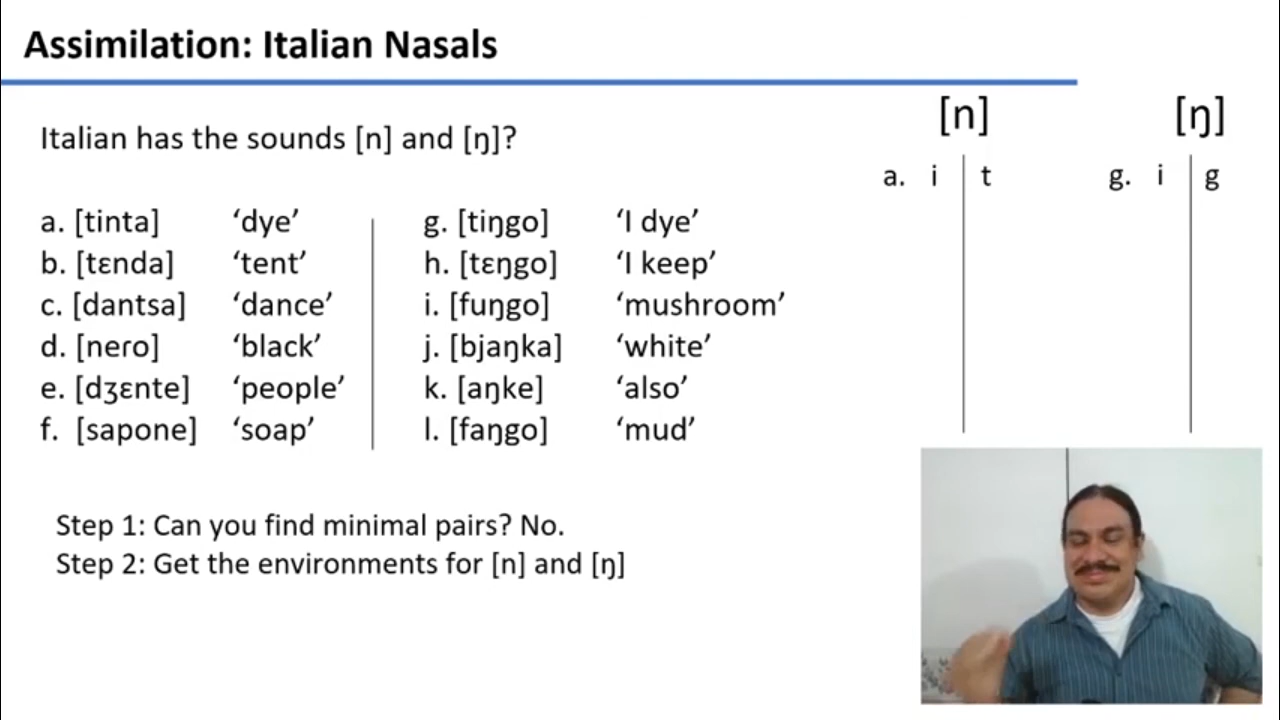 Assimilation: Italian Nasals
Italian has the sounds [n] and [ŋ]?
a. [tinta] ‘dye’
b. [tɛnda] ‘tent’
c. [dantsa] ‘dance’
d. [neɾo] ‘black’
e. [dʒɛnte] ‘people’
f. [sapone] ‘soap’
g. [tiŋgo] ‘I dye’
h. [tɛŋgo] ‘I keep’
i. [fuŋgo] ‘mushroom’
j. [bjaŋka] ‘white’
k. [aŋke] ‘also’
l. [faŋgo] ‘mud’
Step 1: Can you find minimal pairs? No.
Step 2: Get the environments for [n] and [ŋ]
[n]
a. i t
[ŋ]
g. i g